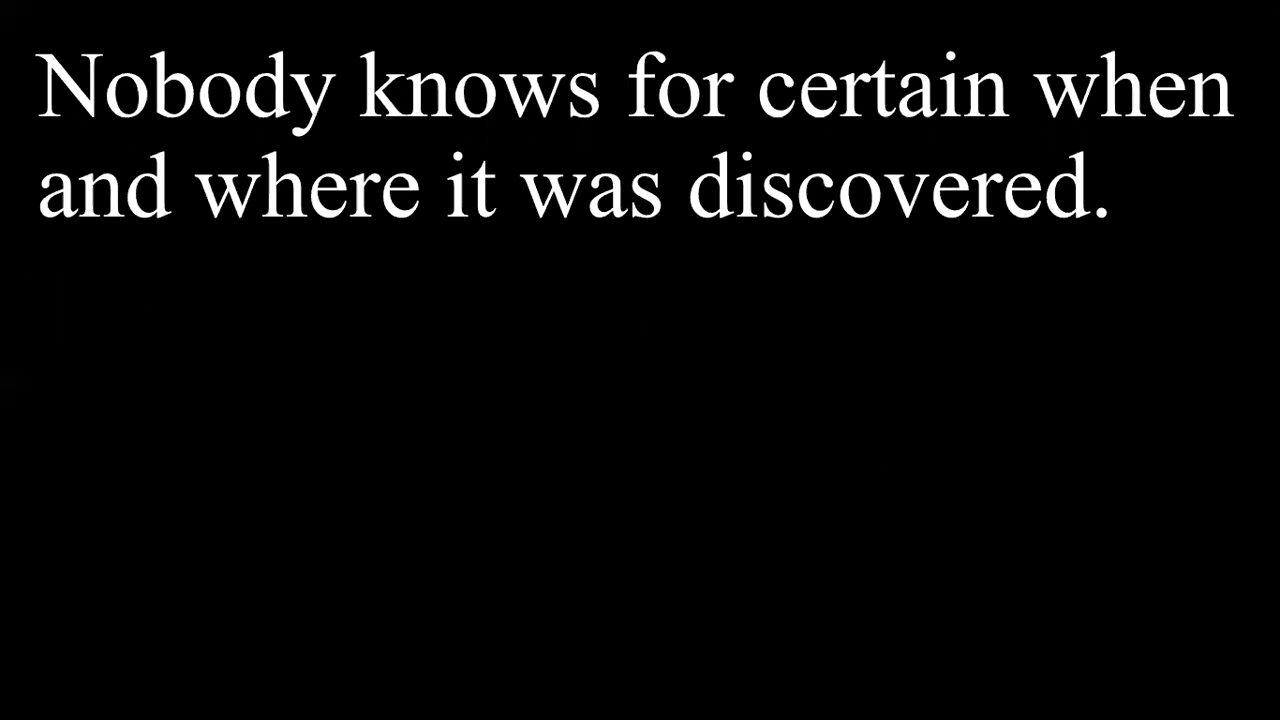 Nobody knows for certain when
and where it was discovered.